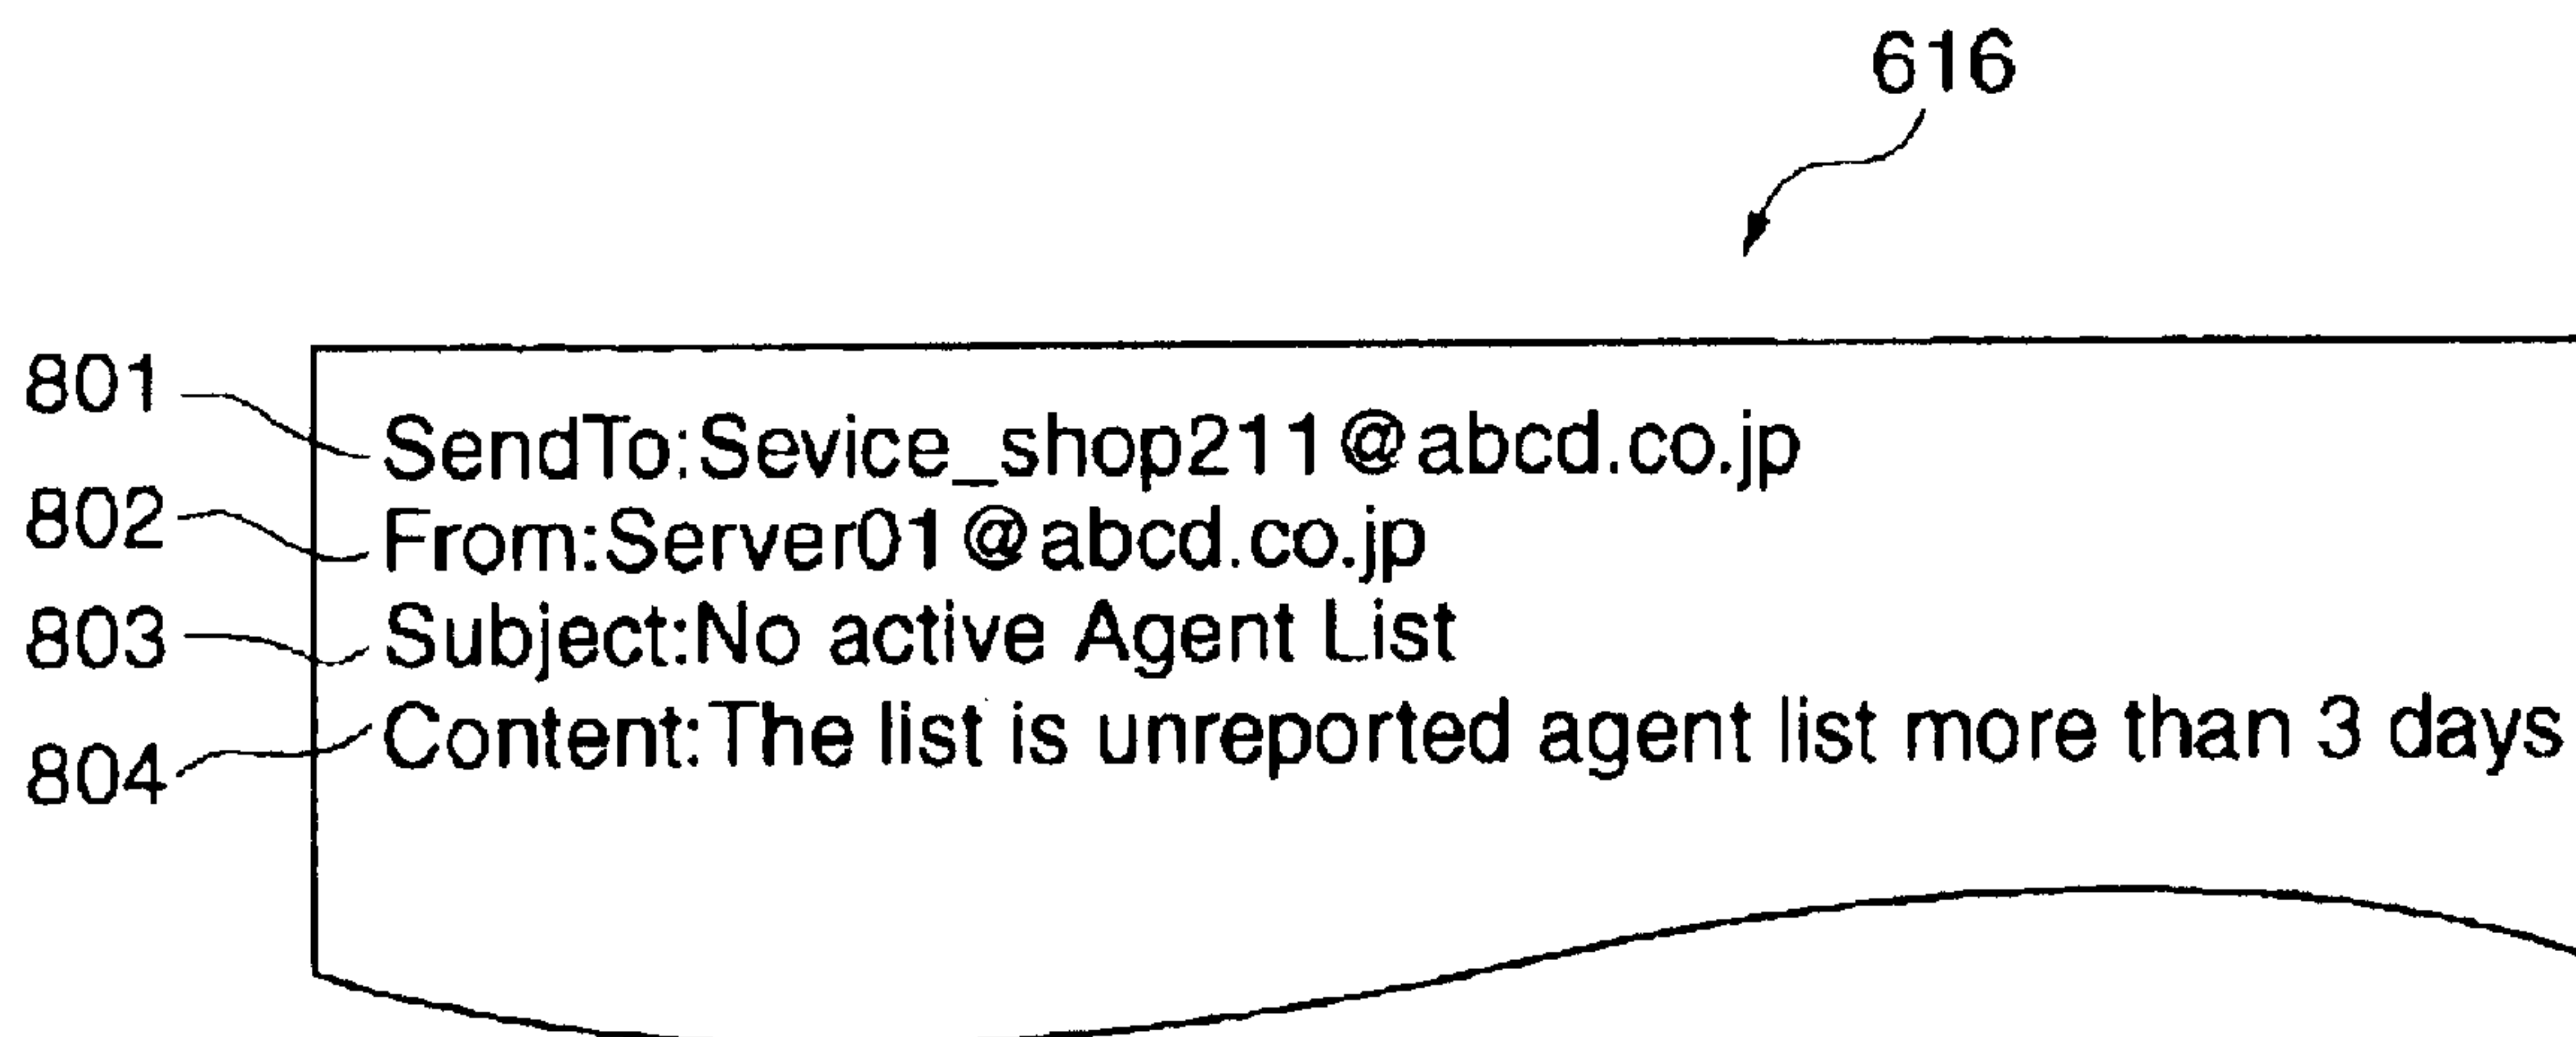 616
801 SendTo:Sevice_shop211@abcd.co.jp
802 From:Server01@abcd.co.jp
803 Subject:No active Agent List
804 Content:The list is unreported agent list more than 3 days